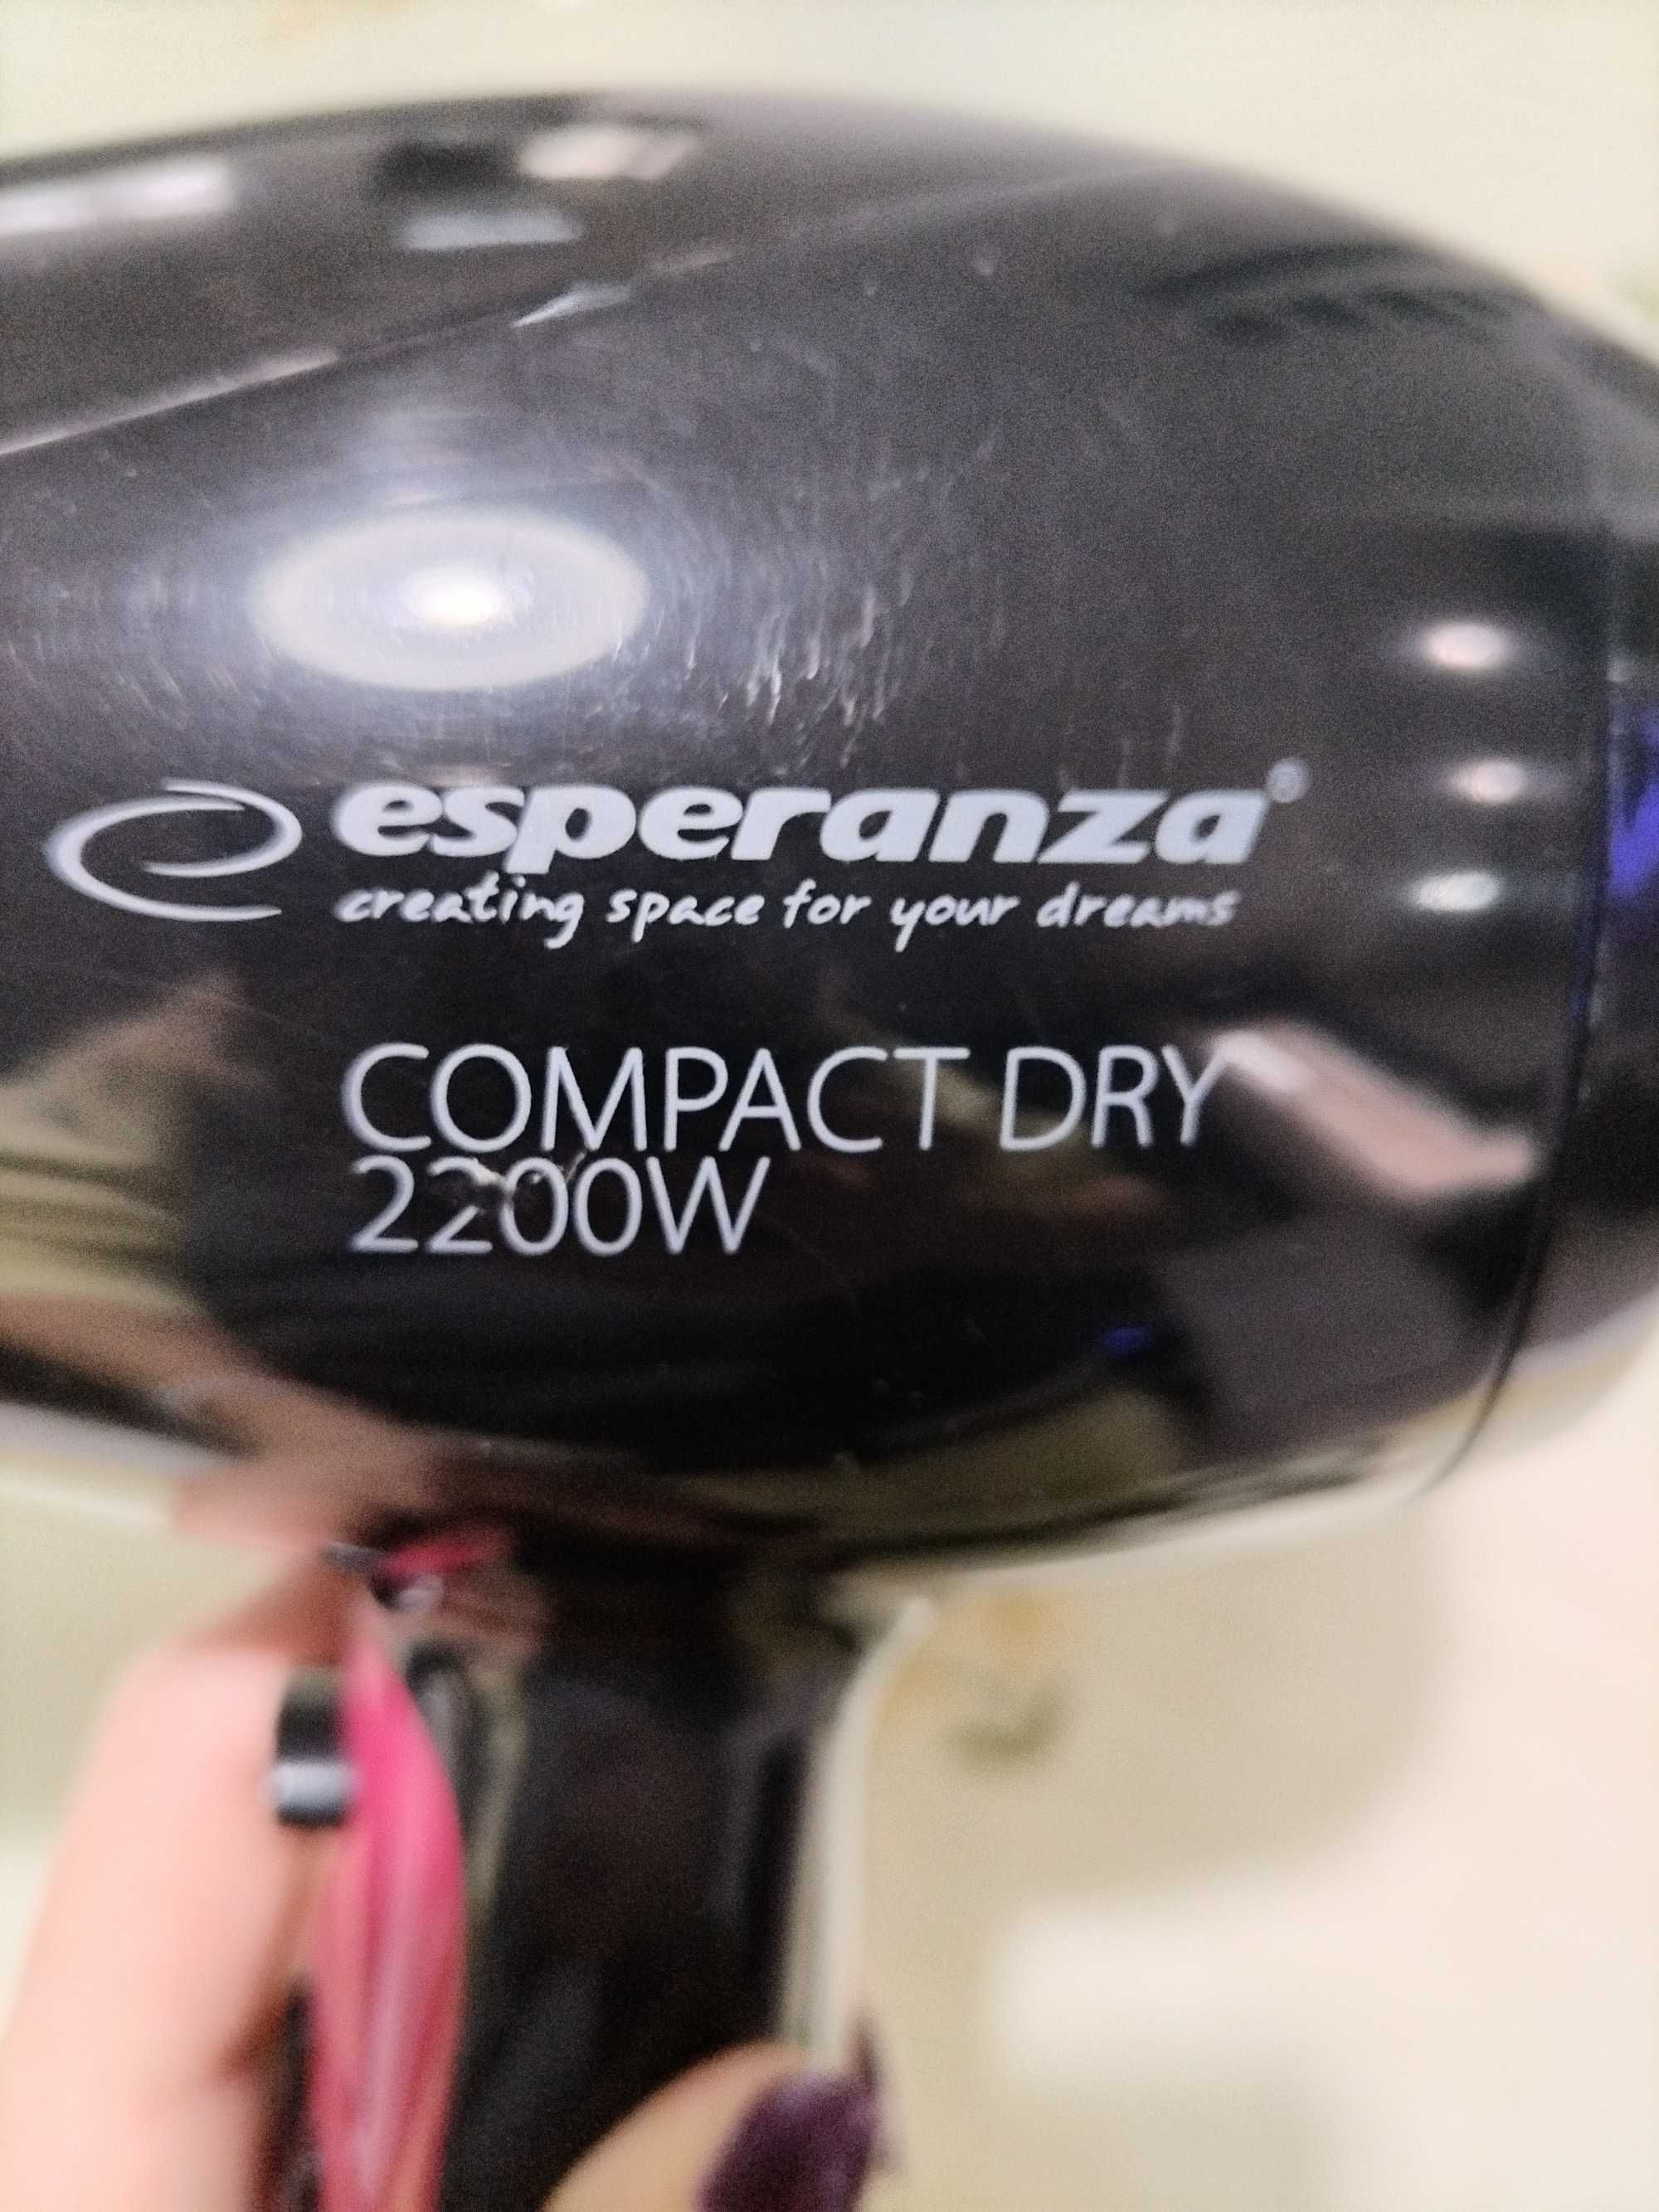 esperanza®
creating space for your dreams
COMPACT DRY
2200W